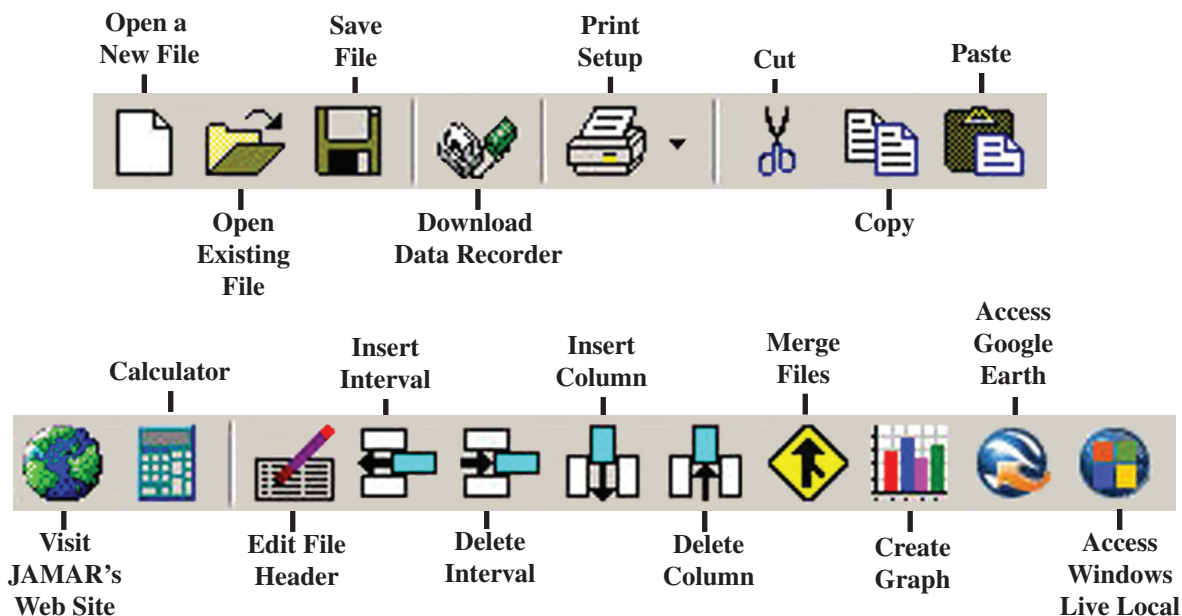 Open a
New File
Save
File
Print
Setup
Cut
Paste
Open
Existing
File
Download
Data Recorder
Copy
Calculator
Insert
Interval
Insert
Column
Merge
Files
Access
Google
Earth
Visit
JAMAR's
Web Site
Edit File
Header
Delete
Interval
Delete
Column
Create
Graph
Access
Windows
Live Local